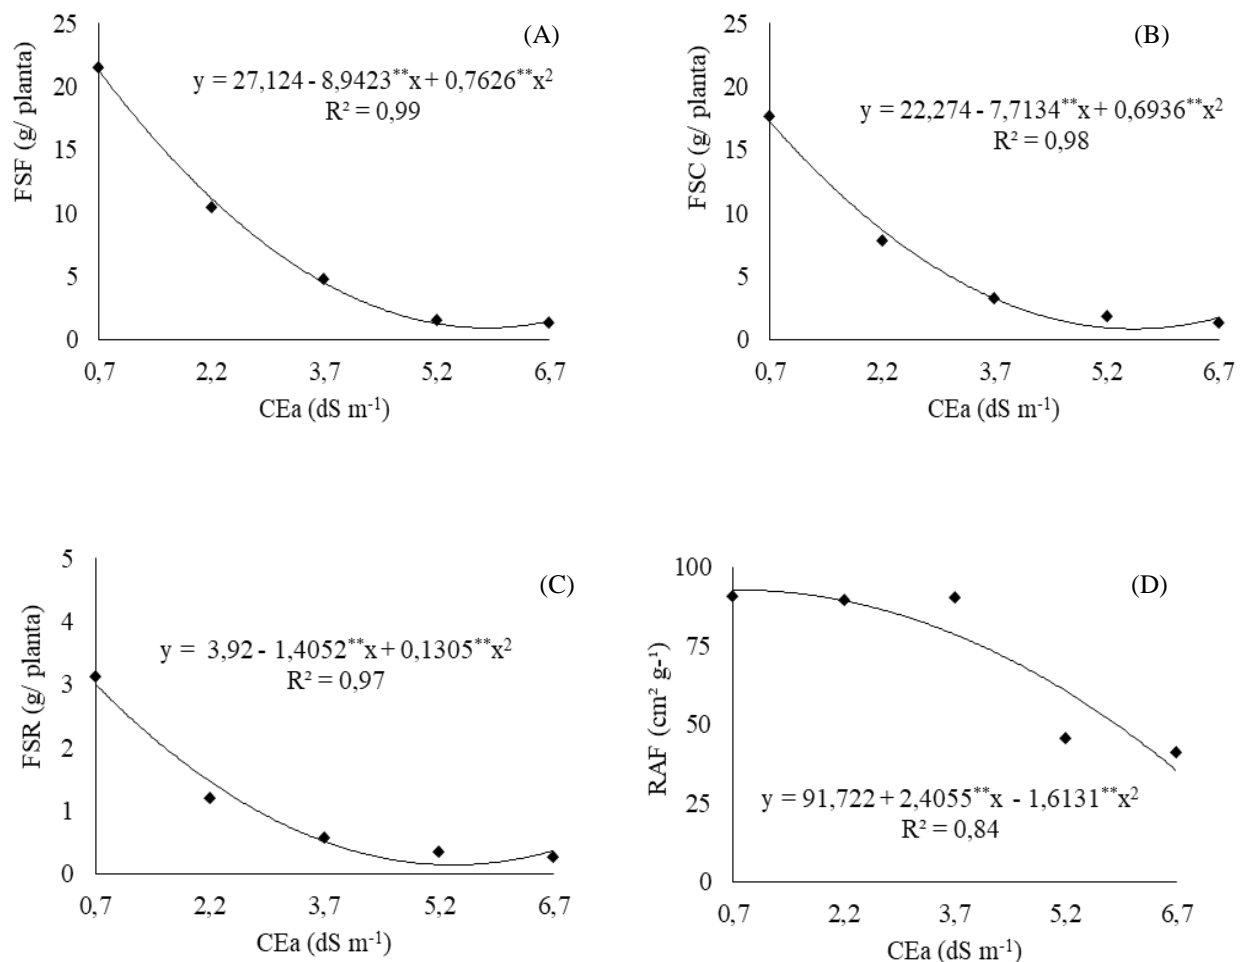 (A)
FSF (g/ planta)
25
20
15
10
5
0
y = 27,124 - 8,9423**x + 0,7626**x²
R² = 0,99
0,7 2,2 3,7 5,2 6,7
CEa (dS m-1)
(B)
FSC (g/ planta)
25
20
15
10
5
0
y = 22,274 - 7,7134**x + 0,6936**x²
R² = 0,98
0,7 2,2 3,7 5,2 6,7
CEa (dS m-1)
(C)
FSR (g/ planta)
5
4
3
2
1
0
y = 3,92 - 1,4052**x + 0,1305**x²
R² = 0,97
0,7 2,2 3,7 5,2 6,7
CEa (dS m-1)
(D)
RAF (cm² g-¹)
100
75
50
25
0
y = 91,722 + 2,4055**x - 1,6131**x²
R² = 0,84
0,7 2,2 3,7 5,2 6,7
CEa (dS m-1)